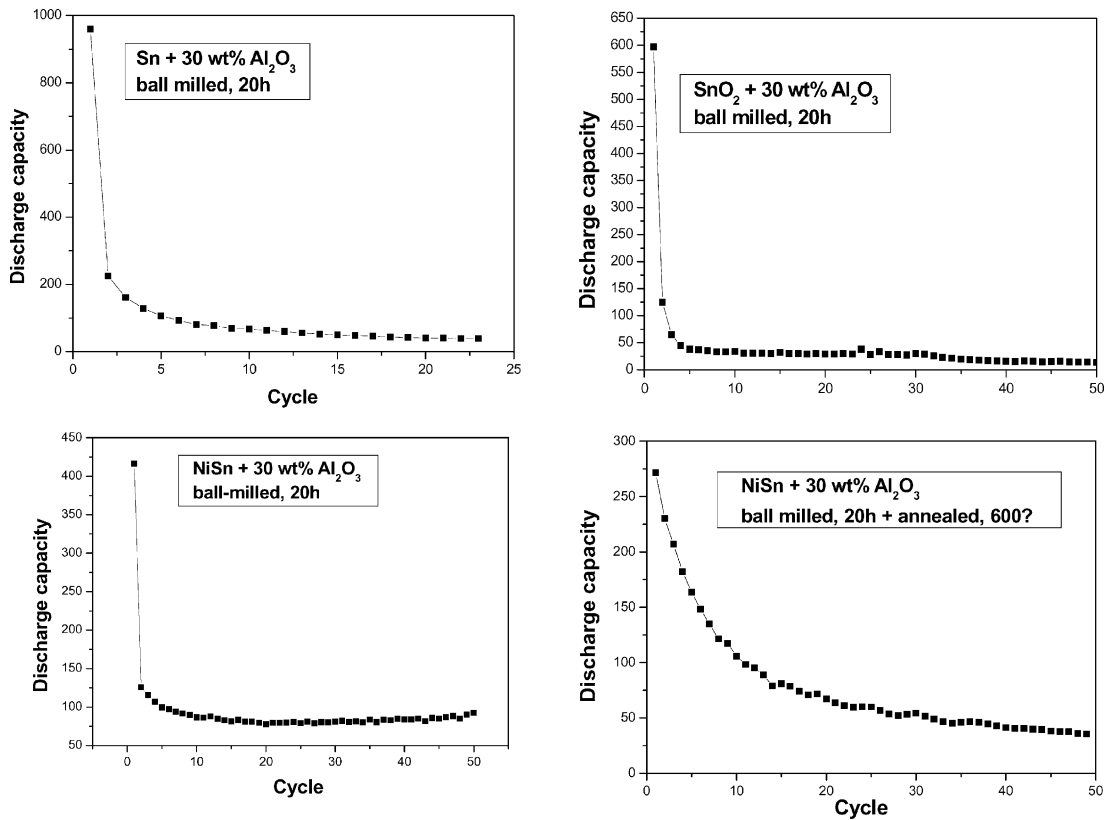 1000
800
600
400
200
0
Discharge capacity
Sn + 30 wt% Al₂O₃
ball milled, 20h
0 5 10 15 20 25
Cycle
650
600
550
500
450
400
350
300
250
200
150
100
50
0
Discharge capacity
SnO₂ + 30 wt% Al₂O₃
ball milled, 20h
0 10 20 30 40 50
450
400
350
300
250
200
150
100
50
Discharge capacity
NiSn + 30 wt% Al₂O₃
ball-milled, 20h
0 10 20 30 40 50
Cycle
300
250
200
150
100
50
0
Discharge capacity
NiSn + 30 wt% Al₂O₃
ball milled, 20h + annealed, 600?
0 10 20 30 40 50
Cycle